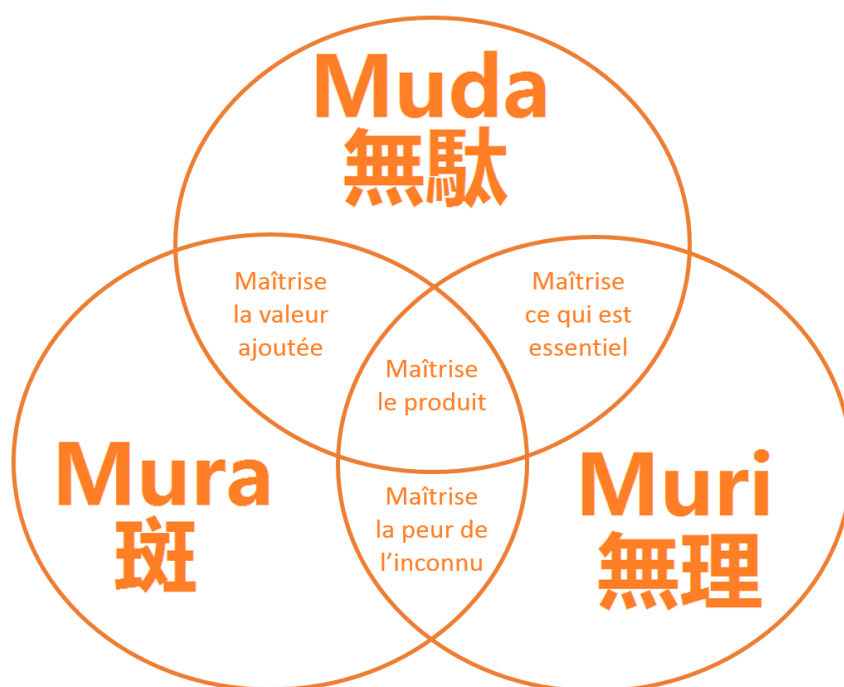 Muda
無駄
Maîtrise
la valeur
ajoutée
Maîtrise
ce qui est
essentiel
Maîtrise
le produit
Mura
斑
Maîtrise
la peur de
l’inconnu
Muri
無理